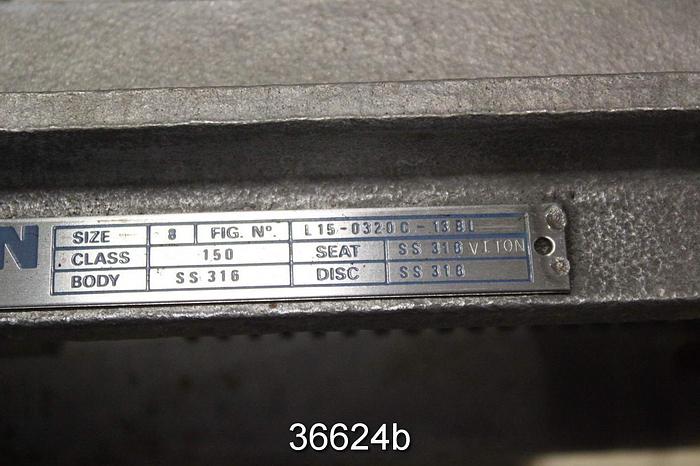 N
SIZE 8 FIG. Nº. L15-0320C-13BL
CLASS 150 SEAT SS 316 VITON
BODY SS 316 DISC SS 316
36624b